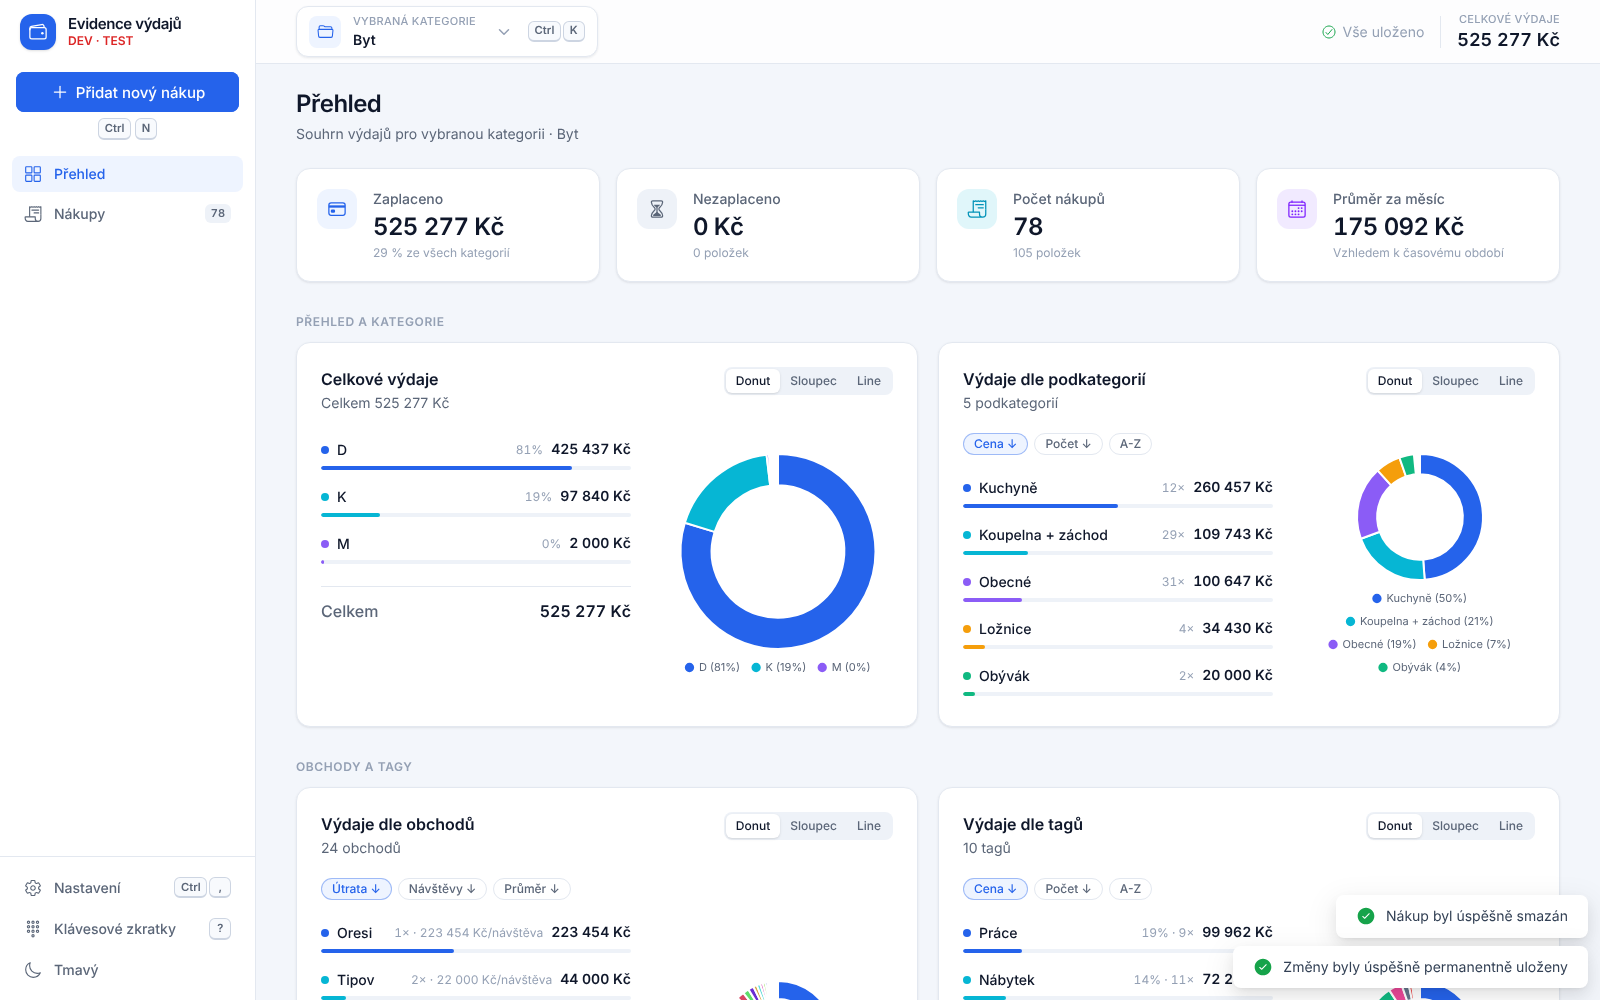 Evidence výdajů
DEV · TEST
Přidat nový nákup
Ctrl N
Přehled
Nákupy 78
Nastavení Ctrl ,
Klávesové zkratky ?
Tmavý
VYBRANÁ KATEGORIE
Byt
Ctrl K
Vše uloženo
CELKOVÉ VÝDAJE
525 277 Kč
Přehled
Souhrn výdajů pro vybranou kategorii · Byt
Zaplaceno
525 277 Kč
29 % ze všech kategorií
Nezaplaceno
0 Kč
0 položek
Počet nákupů
78
105 položek
Průměr za měsíc
175 092 Kč
Vzhledem k časovému období
PŘEHLED A KATEGORIE
Celkové výdaje
Celkem 525 277 Kč
Donut Sloupec Line
D 81% 425 437 Kč
K 19% 97 840 Kč
M 0% 2 000 Kč
Celkem 525 277 Kč
D (81%) K (19%) M (0%)
Výdaje dle podkategorií
5 podkategorií
Donut Sloupec Line
Cena ↓ Počet ↓ A-Z
Kuchyně 12× 260 457 Kč
Koupelna + záchod 29× 109 743 Kč
Obecné 31× 100 647 Kč
Ložnice 4× 34 430 Kč
Obývák 2× 20 000 Kč
Kuchyně (50%)
Koupelna + záchod (21%)
Obecné (19%) Ložnice (7%)
Obývák (4%)
OBCHODY A TAGY
Výdaje dle obchodů
24 obchodů
Donut Sloupec Line
Útrata ↓ Návštěvy ↓ Průměr ↓
Oresi 1× · 223 454 Kč/návštěva 223 454 Kč
Tipov 2× · 22 000 Kč/návštěva 44 000 Kč
Výdaje dle tagů
10 tagů
Donut Sloupec Line
Cena ↓ Počet ↓ A-Z
Práce 19% · 9× 99 962 Kč
Nábytek 14% · 11× 72 2
Nákup byl úspěšně smazán
Změny byly úspěšně permanentně uloženy